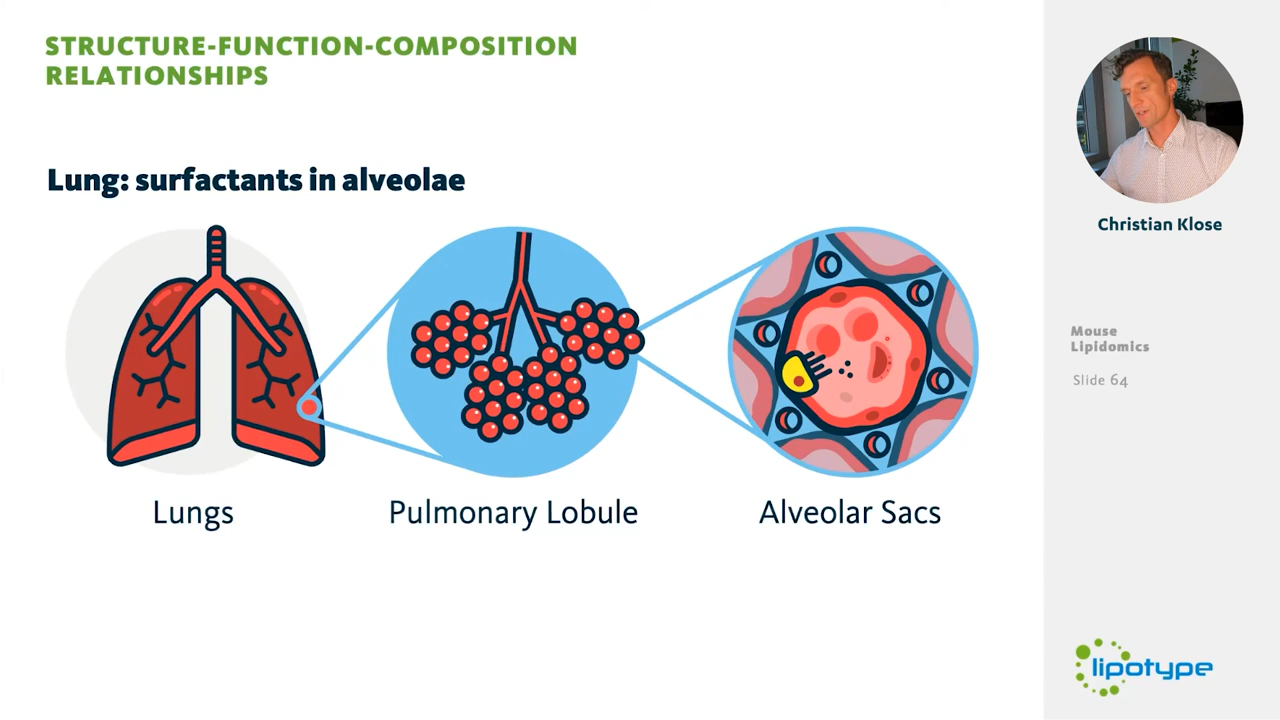 STRUCTURE-FUNCTION-COMPOSITION
RELATIONSHIPS
Lung: surfactants in alveolae
Lungs
Pulmonary Lobule
Alveolar Sacs
Christian Klose
Mouse
Lipidomics
Slide 64
lipotype